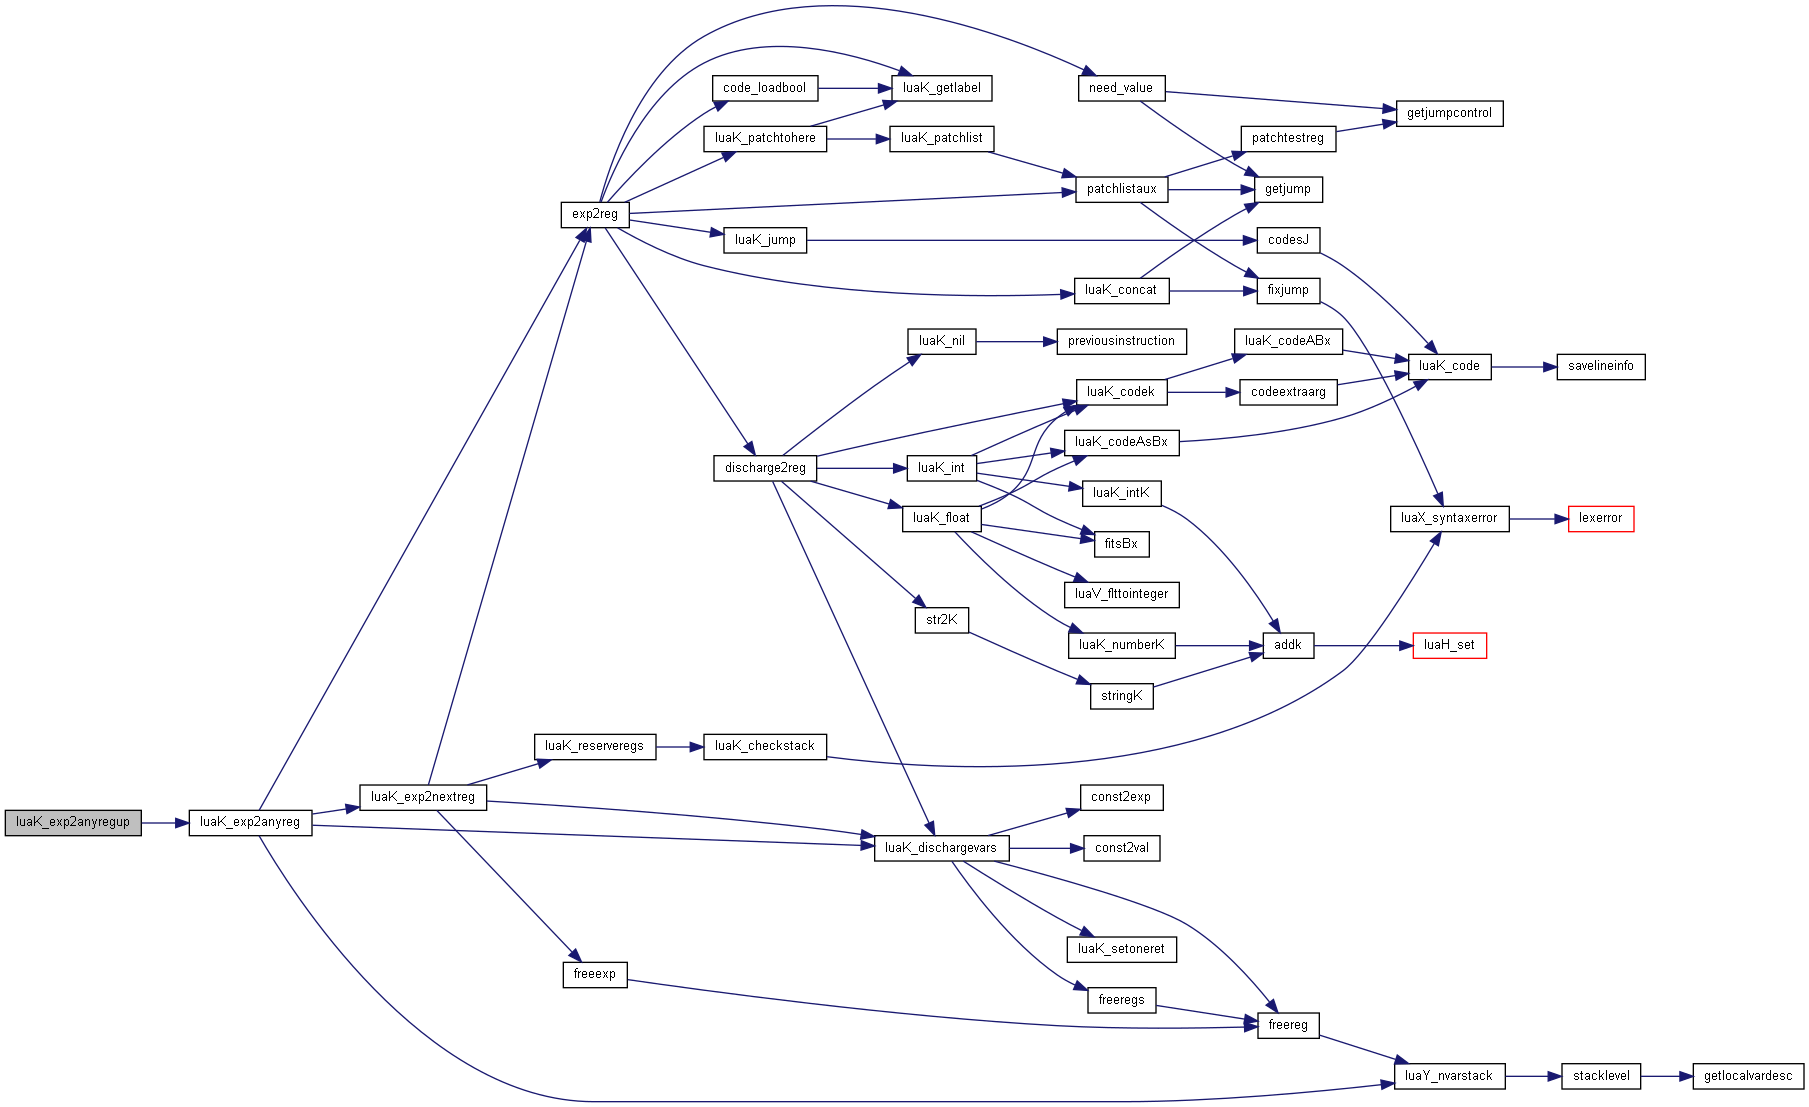 need_value
code_loadbool
luaK_getlabel
getjumpcontrol
luaK_patchtohere
luaK_patchlist
patchtestreg
patchlistaux
getjump
exp2reg
luaK_jump
codesJ
luaK_concat
fixjump
luaK_nil
previousinstruction
luaK_codeABx
luaK_code
savelineinfo
luaK_codek
codeextraarg
luaK_codeAsBx
discharge2reg
luaK_int
luaK_intK
luaK_float
luaX_syntaxerror
lexerror
fitsBx
luaV_flttointeger
str2K
luaK_numberK
addk
luaH_set
stringK
luaK_reserveregs
luaK_checkstack
luaK_exp2nextreg
const2exp
luaK_exp2anyregup
luaK_exp2anyreg
luaK_dischargevars
const2val
luaK_setoneret
freeexp
freeregs
freereg
luaY_nvarstack
stacklevel
getlocalvardesc